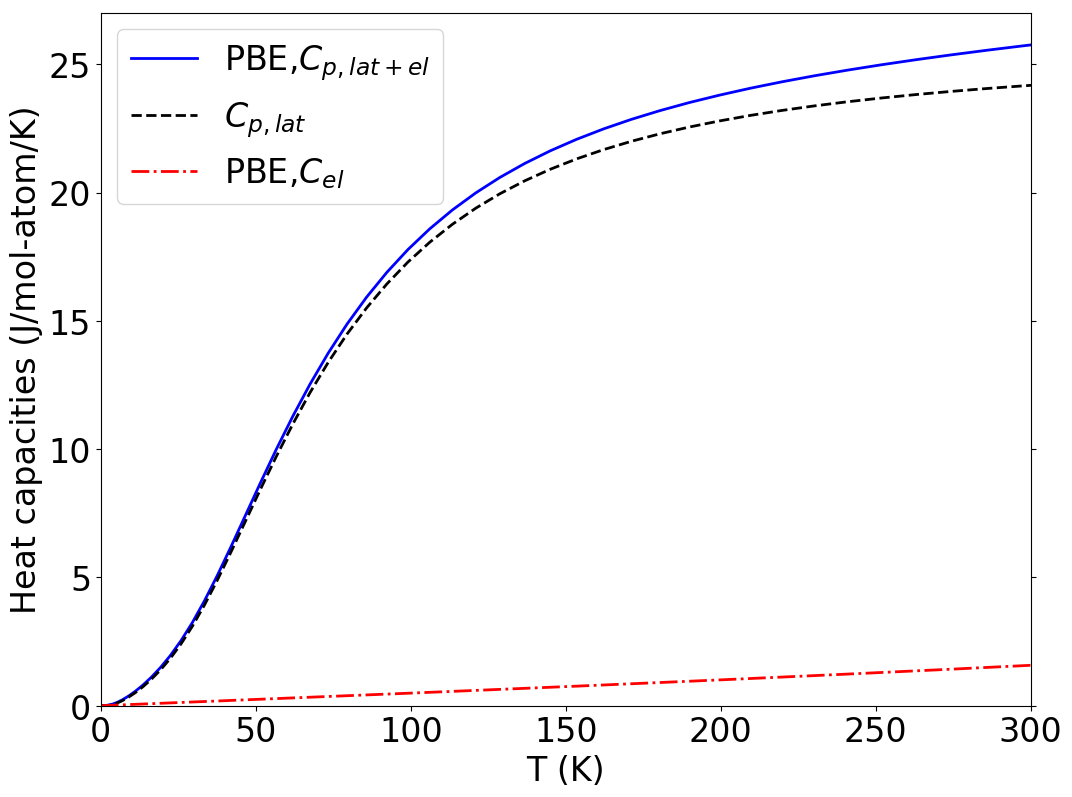 PBE,C_{p,lat+el}
C_{p,lat}
PBE,C_{el}
Heat capacities (J/mol-atom/K)
25
20
15
10
5
0
0 50 100 150 200 250 300
T (K)